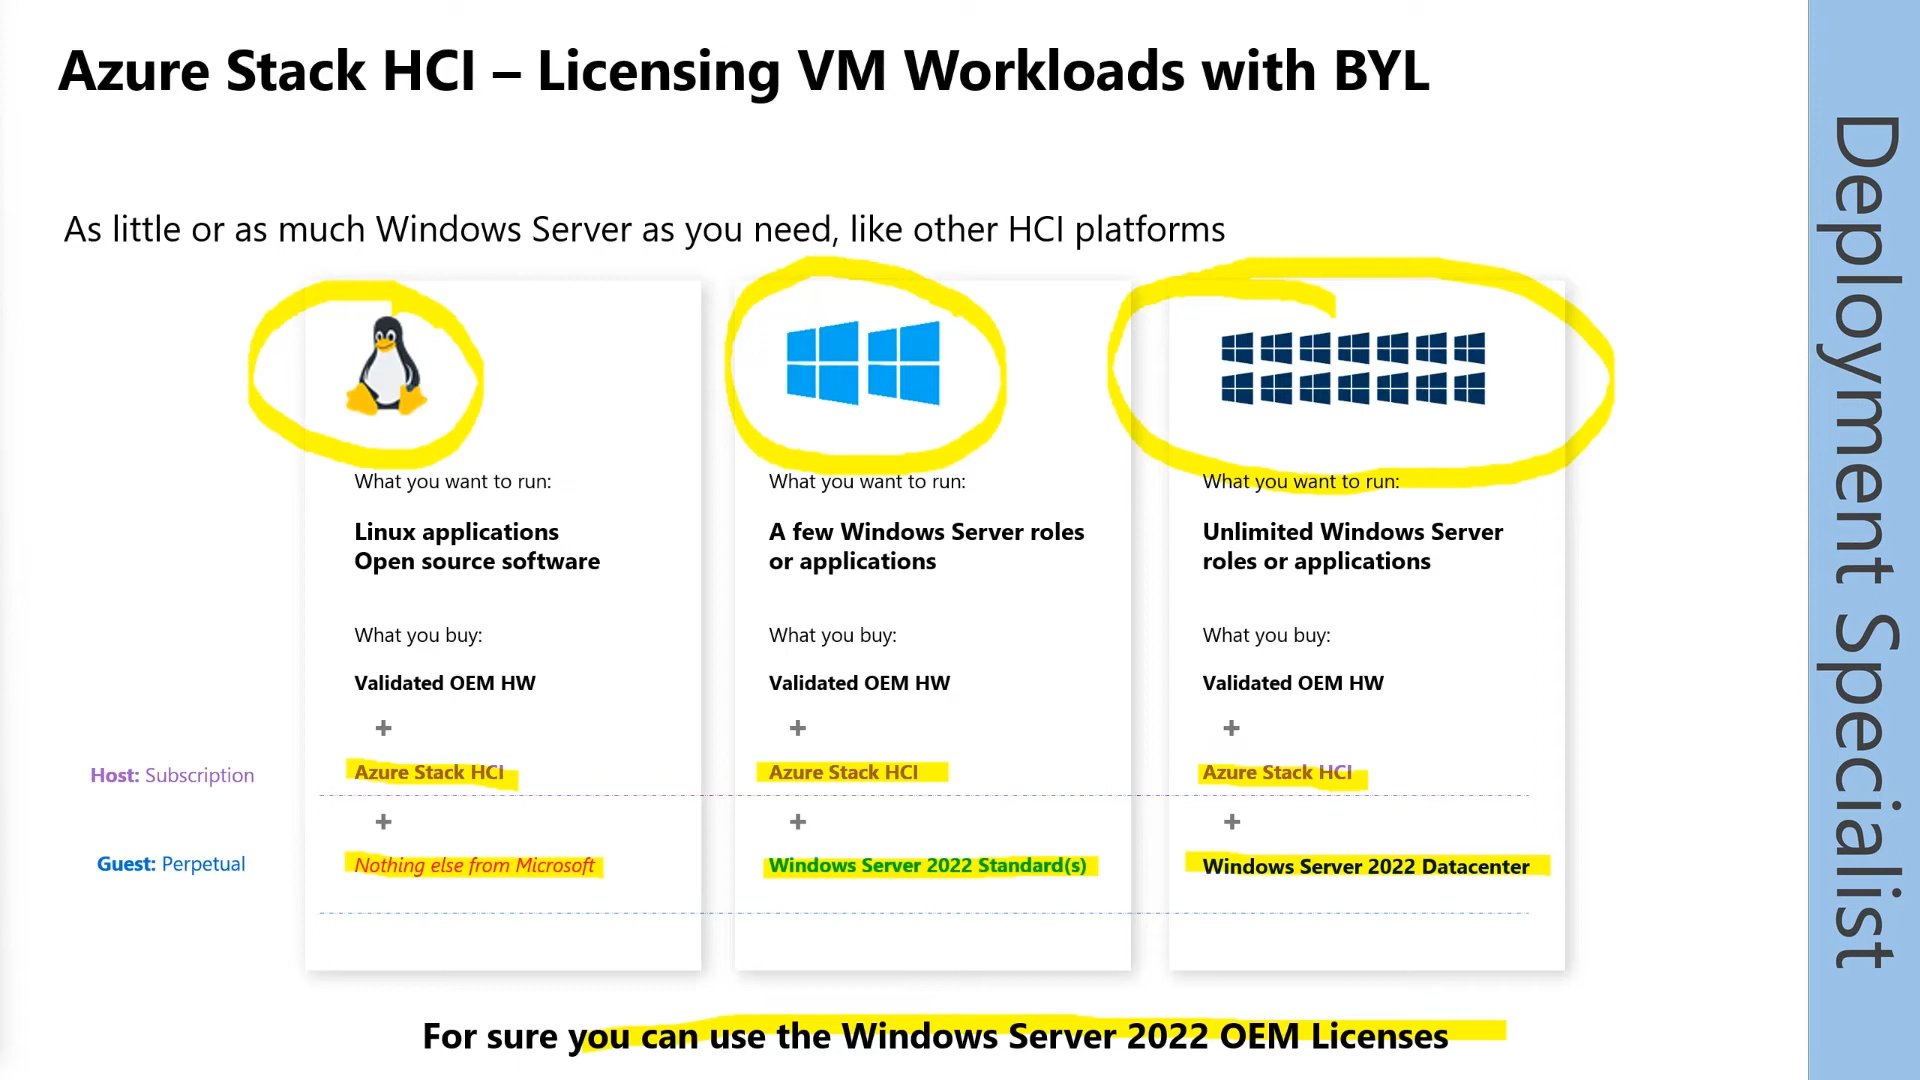 Azure Stack HCI – Licensing VM Workloads with BYL
As little or as much Windows Server as you need, like other HCI platforms
What you want to run:
Linux applications
Open source software
What you buy:
Validated OEM HW
+
Azure Stack HCI
+
Nothing else from Microsoft
What you want to run:
A few Windows Server roles
or applications
What you buy:
Validated OEM HW
+
Azure Stack HCI
+
Windows Server 2022 Standard(s)
What you want to run:
Unlimited Windows Server
roles or applications
What you buy:
Validated OEM HW
+
Azure Stack HCI
+
Windows Server 2022 Datacenter
Host: Subscription
Guest: Perpetual
For sure you can use the Windows Server 2022 OEM Licenses
Deployment Specialist